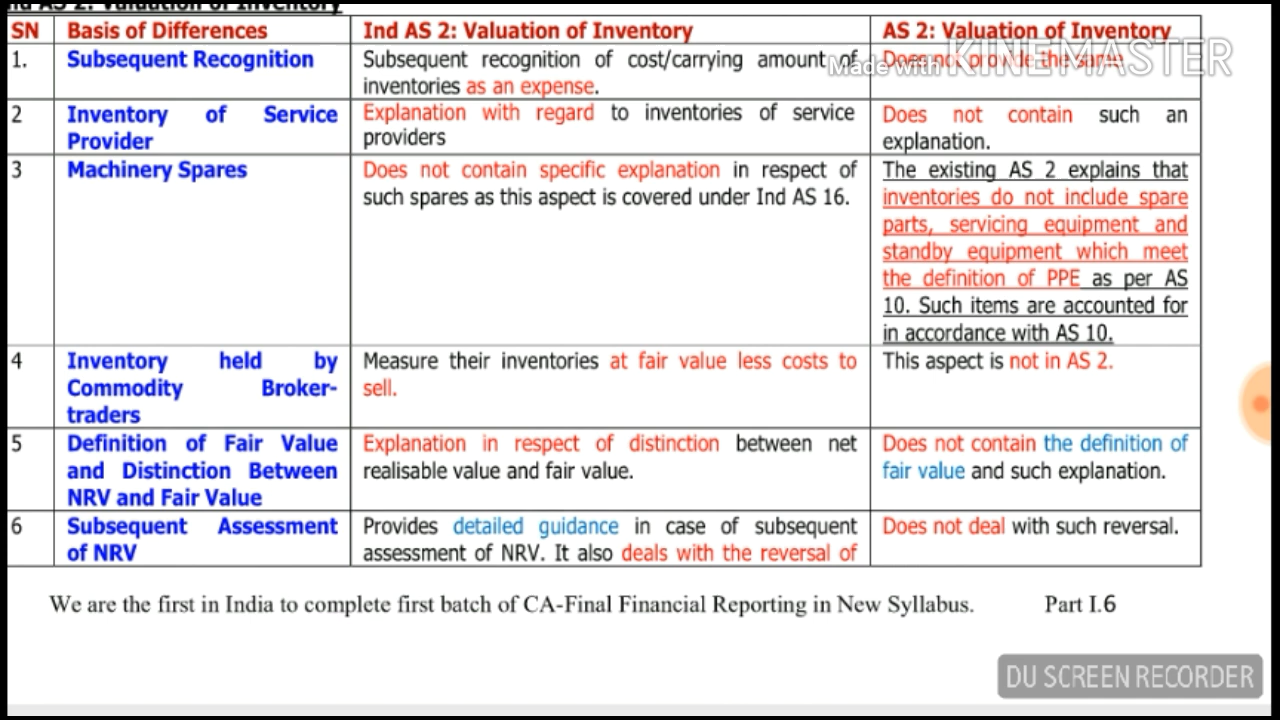 Ind AS 2: Valuation of Inventory
SN Basis of Differences Ind AS 2: Valuation of Inventory AS 2: Valuation of Inventory
1. Subsequent Recognition Subsequent recognition of cost/carrying amount of inventories as an expense. Does not provide the same
Made with KINEMASTER
2 Inventory of Service Provider Explanation with regard to inventories of service providers Does not contain such an explanation.
3 Machinery Spares Does not contain specific explanation in respect of such spares as this aspect is covered under Ind AS 16. The existing AS 2 explains that inventories do not include spare parts, servicing equipment and standby equipment which meet the definition of PPE as per AS 10. Such items are accounted for in accordance with AS 10.
4 Inventory held by Commodity Broker-traders Measure their inventories at fair value less costs to sell. This aspect is not in AS 2.
5 Definition of Fair Value and Distinction Between NRV and Fair Value Explanation in respect of distinction between net realisable value and fair value. Does not contain the definition of fair value and such explanation.
6 Subsequent Assessment of NRV Provides detailed guidance in case of subsequent assessment of NRV. It also deals with the reversal of Does not deal with such reversal.
We are the first in India to complete first batch of CA-Final Financial Reporting in New Syllabus. Part I.6
DU SCREEN RECORDER